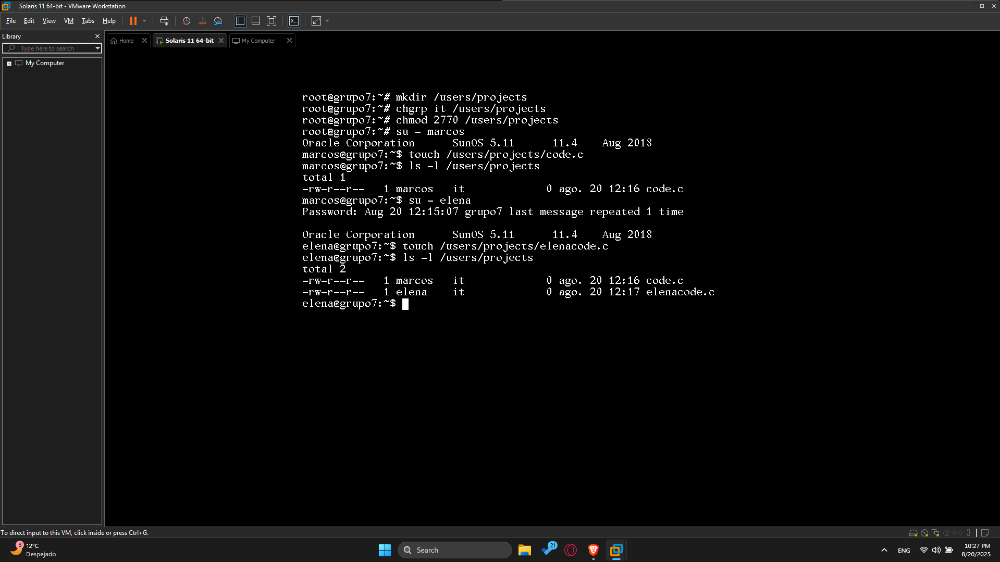 Solaris 11 64-bit - VMware Workstation
File Edit View VM Tabs Help
Library
Type here to search
My Computer
Home
Solaris 11 64-bit
My Computer
root@grupo7:~# mkdir /users/projects
root@grupo7:~# chgrp it /users/projects
root@grupo7:~# chmod 2770 /users/projects
root@grupo7:~# su - marcos
Oracle Corporation      SunOS 5.11      11.4    Aug 2018
marcos@grupo7:~$ touch /users/projects/code.c
marcos@grupo7:~$ ls -l /users/projects
total 1
-rw-r--r--   1 marcos   it             0 ago. 20 12:16 code.c
marcos@grupo7:~$ su - elena
Password: Aug 20 12:15:07 grupo7 last message repeated 1 time
Oracle Corporation      SunOS 5.11      11.4    Aug 2018
elena@grupo7:~$ touch /users/projects/elenacode.c
elena@grupo7:~$ ls -l /users/projects
total 2
-rw-r--r--   1 marcos   it             0 ago. 20 12:16 code.c
-rw-r--r--   1 elena    it             0 ago. 20 12:17 elenacode.c
elena@grupo7:~$
To direct input to this VM, click inside or press Ctrl+G.
3
12°C
Despejado
Search
21
ENG
10:27 PM
8/20/2025